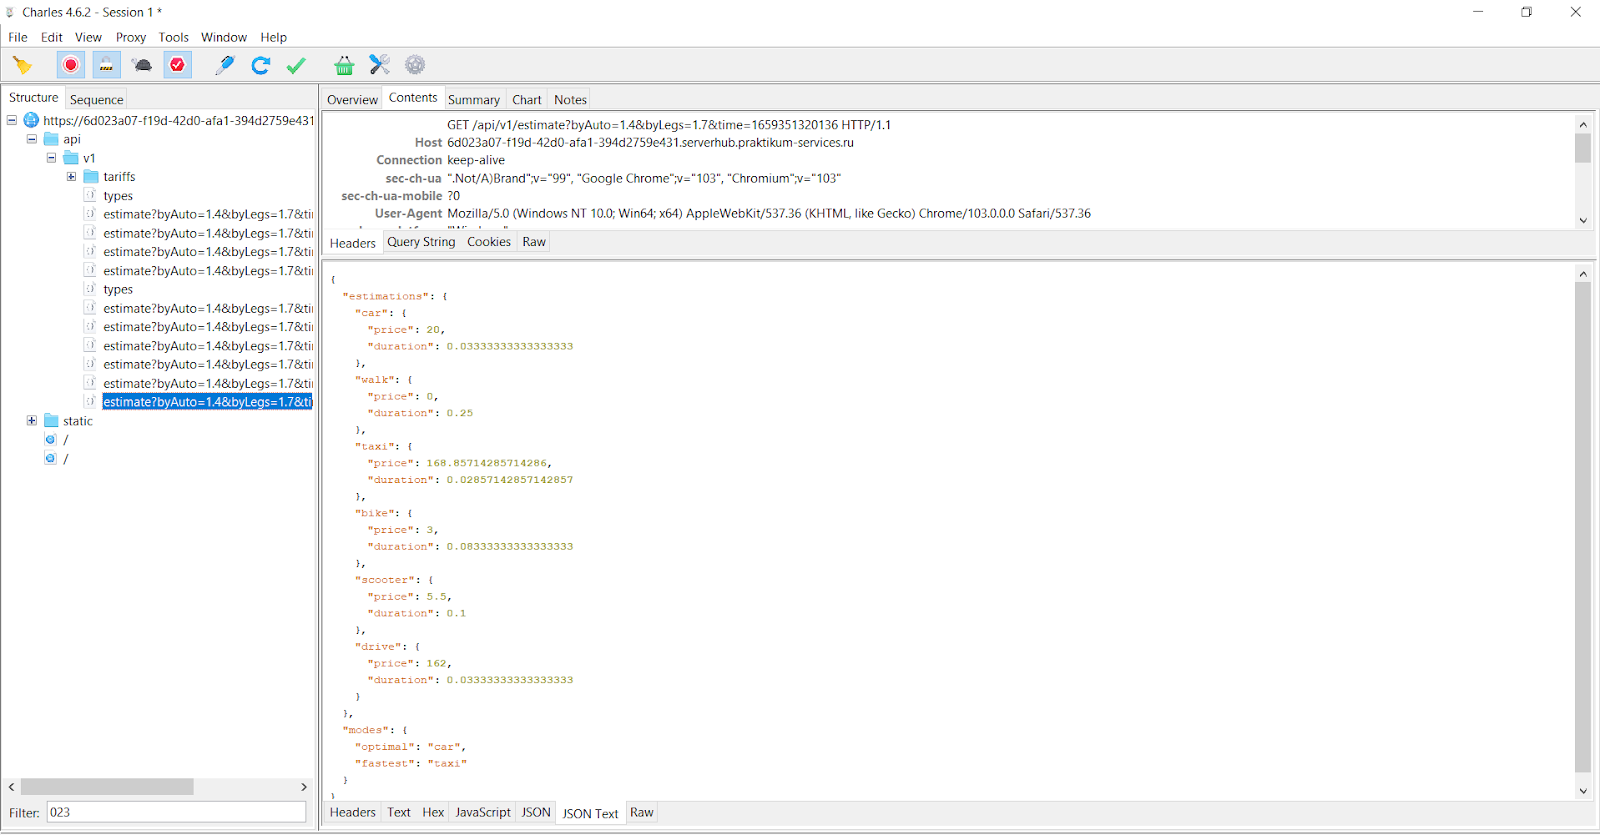 Charles 4.6.2 - Session 1 *
File Edit View Proxy Tools Window Help
Structure Sequence
https://6d023a07-f19d-42d0-afa1-394d2759e431
api
v1
tariffs
types
estimate?byAuto=1.4&byLegs=1.7&ti
estimate?byAuto=1.4&byLegs=1.7&ti
estimate?byAuto=1.4&byLegs=1.7&ti
estimate?byAuto=1.4&byLegs=1.7&ti
types
estimate?byAuto=1.4&byLegs=1.7&ti
estimate?byAuto=1.4&byLegs=1.7&ti
estimate?byAuto=1.4&byLegs=1.7&ti
estimate?byAuto=1.4&byLegs=1.7&ti
estimate?byAuto=1.4&byLegs=1.7&ti
estimate?byAuto=1.4&byLegs=1.7&ti
static
/
/
Filter: 023
Overview Contents Summary Chart Notes
GET /api/v1/estimate?byAuto=1.4&byLegs=1.7&time=1659351320136 HTTP/1.1
Host 6d023a07-f19d-42d0-afa1-394d2759e431.serverhub.praktikum-services.ru
Connection keep-alive
sec-ch-ua ".Not/A)Brand";v="99", "Google Chrome";v="103", "Chromium";v="103"
sec-ch-ua-mobile ?0
User-Agent Mozilla/5.0 (Windows NT 10.0; Win64; x64) AppleWebKit/537.36 (KHTML, like Gecko) Chrome/103.0.0.0 Safari/537.36
Headers Query String Cookies Raw
{
"estimations": {
"car": {
"price": 20,
"duration": 0.03333333333333333
},
"walk": {
"price": 0,
"duration": 0.25
},
"taxi": {
"price": 168.85714285714286,
"duration": 0.02857142857142857
},
"bike": {
"price": 3,
"duration": 0.08333333333333333
},
"scooter": {
"price": 5.5,
"duration": 0.1
},
"drive": {
"price": 162,
"duration": 0.03333333333333333
}
},
"modes": {
"optimal": "car",
"fastest": "taxi"
}
}
Headers Text Hex JavaScript JSON JSON Text Raw